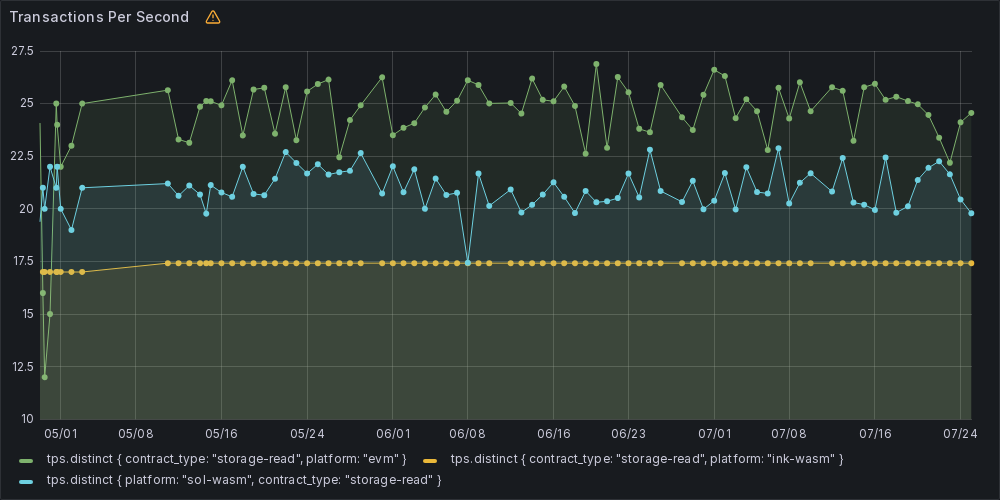 Transactions Per Second
27.5
25
22.5
20
17.5
15
12.5
10
05/01 05/08 05/16 05/24 06/01 06/08 06/16 06/23 07/01 07/08 07/16 07/24
tps.distinct { contract_type: "storage-read", platform: "evm" } tps.distinct { contract_type: "storage-read", platform: "ink-wasm" }
tps.distinct { platform: "sol-wasm", contract_type: "storage-read" }